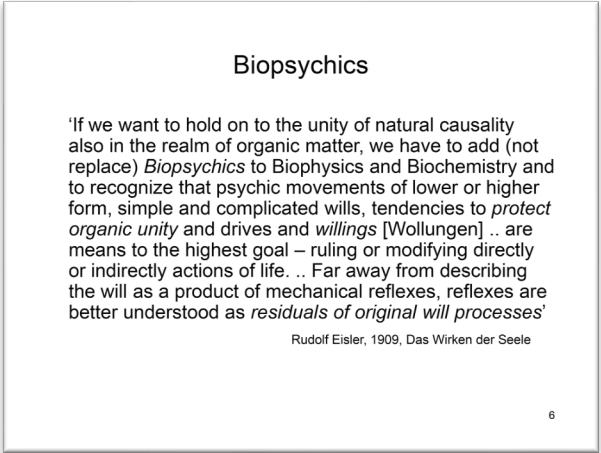 Biopsychics
‘If we want to hold on to the unity of natural causality
also in the realm of organic matter, we have to add (not
replace) Biopsychics to Biophysics and Biochemistry and
to recognize that psychic movements of lower or higher
form, simple and complicated wills, tendencies to protect
organic unity and drives and willings [Wollungen] .. are
means to the highest goal – ruling or modifying directly
or indirectly actions of life. .. Far away from describing
the will as a product of mechanical reflexes, reflexes are
better understood as residuals of original will processes’
Rudolf Eisler, 1909, Das Wirken der Seele
6